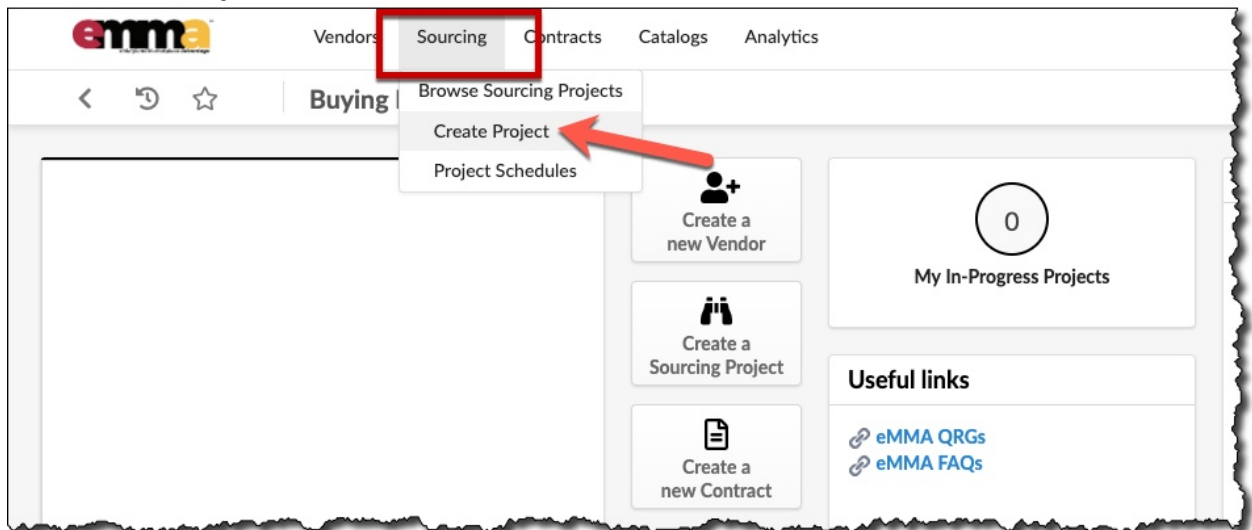 emma
Vendors Sourcing Contracts Catalogs Analytics
Buying
Browse Sourcing Projects
Create Project
Project Schedules
Create a
new Vendor
0
My In-Progress Projects
Create a
Sourcing Project
Useful links
eMMA QRGs
eMMA FAQs
Create a
new Contract